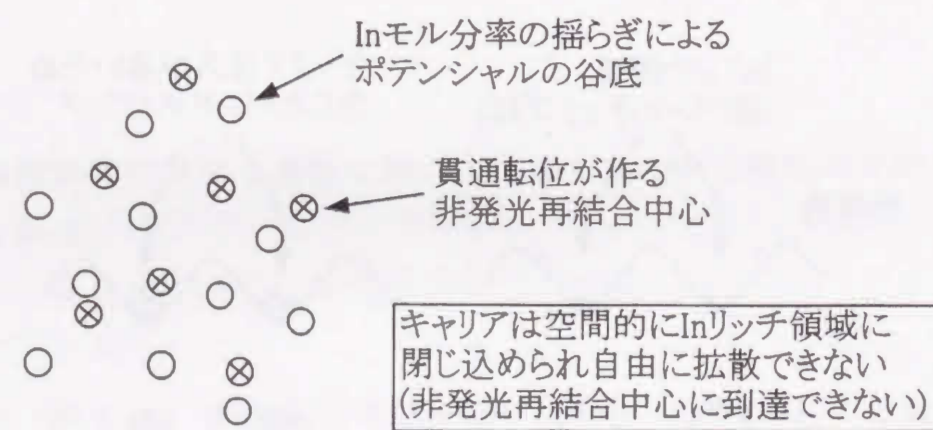 Inモル分率の揺らぎによる
ポテンシャルの谷底
貫通転位が作る
非発光再結合中心
キャリアは空間的にInリッチ領域に
閉じ込められ自由に拡散できない
(非発光再結合中心に到達できない)